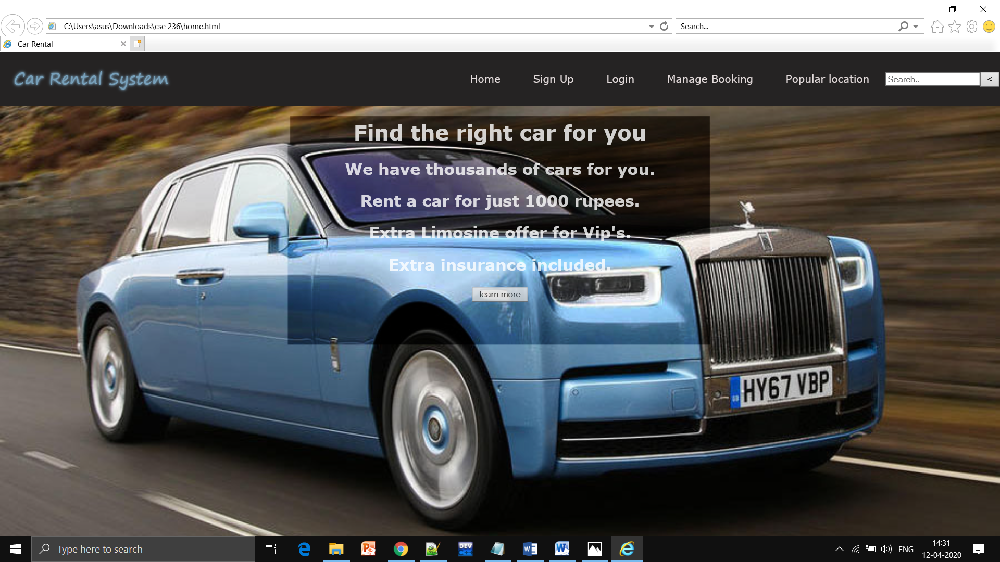 C:\Users\asus\Downloads\cse 236\home.html
Search...
Car Rental
Car Rental System
Home
Sign Up
Login
Manage Booking
Popular location
Search..
<
Find the right car for you
We have thousands of cars for you.
Rent a car for just 1000 rupees.
Extra Limosine offer for Vip's.
Extra insurance included.
learn more
HY67 VBP
GB
Type here to search
DEV
C++
ENG
14:31
12-04-2020